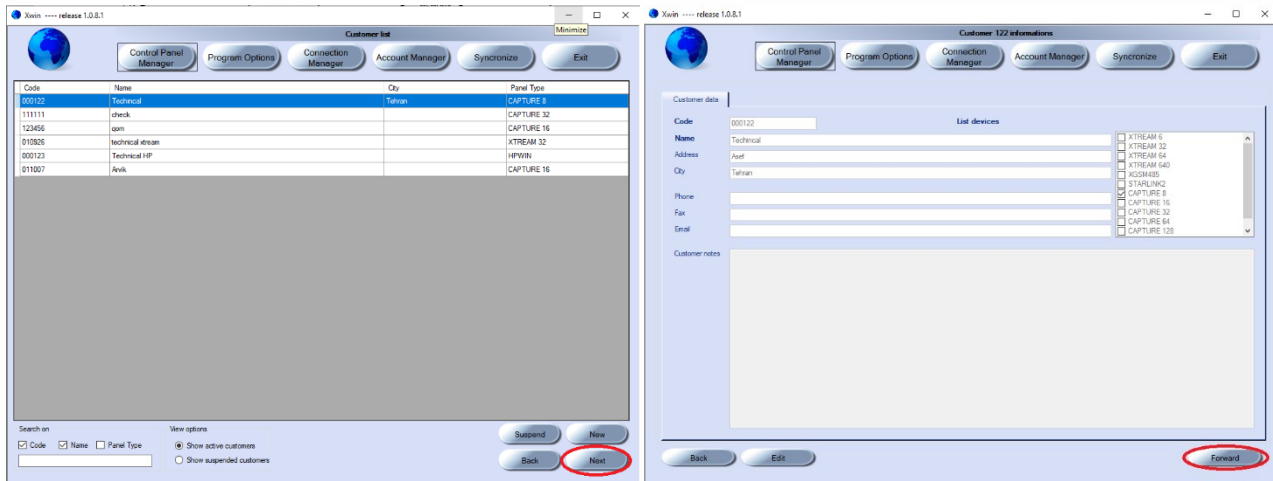 Xwin ---- release 1.0.8.1
Customer list
Minimize
Control Panel Manager
Program Options
Connection Manager
Account Manager
Syncronize
Exit
Code Name City Panel Type
000122 Techincal Tehran CAPTURE 8
111111 check CAPTURE 32
123456 qom CAPTURE 16
010926 technical xtream XTREAM 32
000123 Technical HP HPWIN
011007 Arvik CAPTURE 16
Search on
Code Name Panel Type
View options
Show active customers
Show suspended customers
Suspend New
Back Next
Xwin ---- release 1.0.8.1
Customer 122 informations
Control Panel Manager
Program Options
Connection Manager
Account Manager
Syncronize
Exit
Customer data
Code 000122 List devices
Name Techincal
Address Asef
City Tehran
Phone
Fax
Email
XTREAM 6
XTREAM 32
XTREAM 64
XTREAM 640
XGSM485
STARLINK2
CAPTURE 8
CAPTURE 16
CAPTURE 32
CAPTURE 64
CAPTURE 128
Customer notes
Back Edit Forward